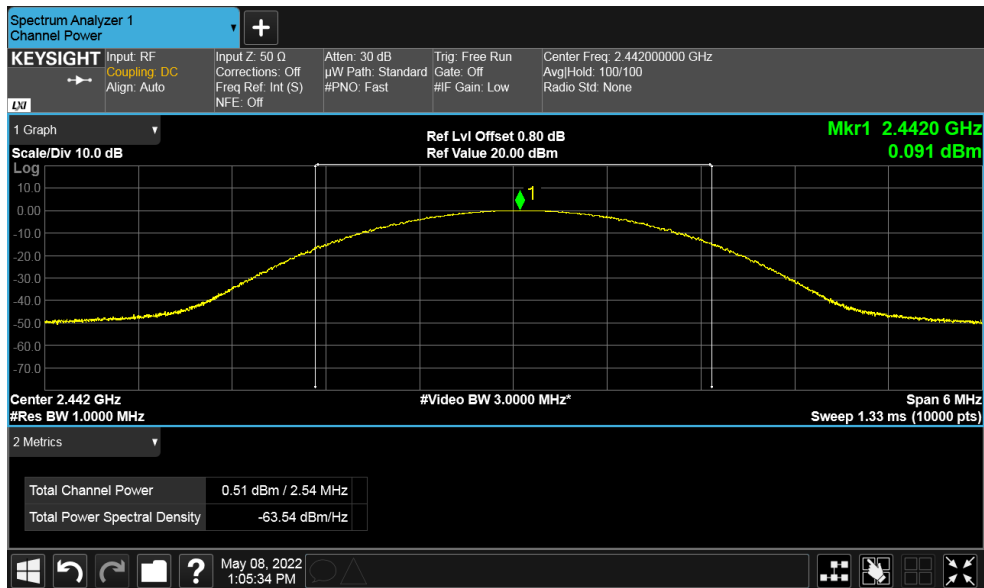 Spectrum Analyzer 1
Channel Power
+
KEYSIGHT
LXI
Input: RF
Coupling: DC
Align: Auto
Input Z: 50 Ω
Corrections: Off
Freq Ref: Int (S)
NFE: Off
Atten: 30 dB
µW Path: Standard
#PNO: Fast
Trig: Free Run
Gate: Off
#IF Gain: Low
Center Freq: 2.442000000 GHz
Avg|Hold: 100/100
Radio Std: None
1 Graph
Scale/Div 10.0 dB
Ref Lvl Offset 0.80 dB
Ref Value 20.00 dBm
Mkr1 2.4420 GHz
0.091 dBm
Log
10.0
0.00
-10.0
-20.0
-30.0
-40.0
-50.0
-60.0
-70.0
1
Center 2.442 GHz
#Res BW 1.0000 MHz
#Video BW 3.0000 MHz*
Span 6 MHz
Sweep 1.33 ms (10000 pts)
2 Metrics
Total Channel Power 0.51 dBm / 2.54 MHz
Total Power Spectral Density -63.54 dBm/Hz
?
May 08, 2022
1:05:34 PM